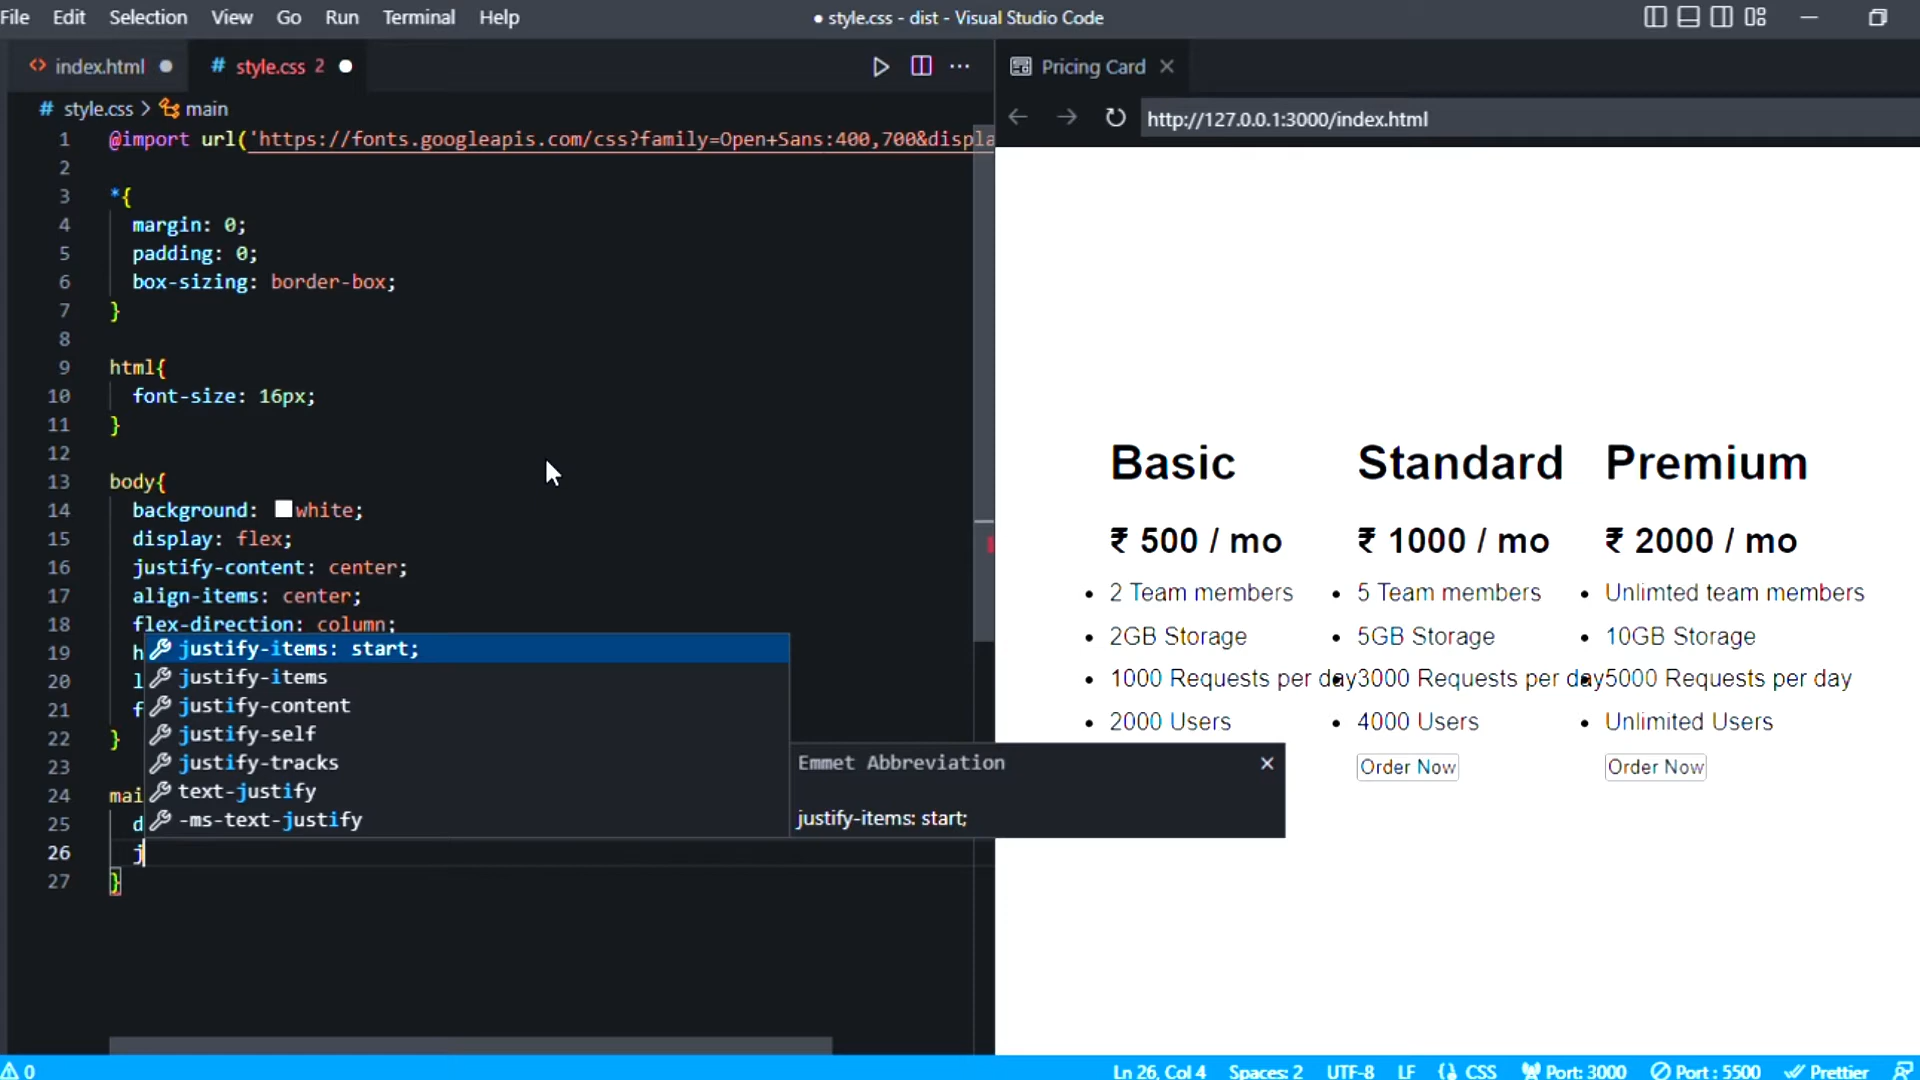 File Edit Selection View Go Run Terminal Help
● style.css - dist - Visual Studio Code
<> index.html ●
# style.css 2 ●
Pricing Card ×
# style.css > main
http://127.0.0.1:3000/index.html
1 @import url('https://fonts.googleapis.com/css?family=Open+Sans:400,700&displa
2
3 *{
4 margin: 0;
5 padding: 0;
6 box-sizing: border-box;
7 }
8
9 html{
10 font-size: 16px;
11 }
12
13 body{
14 background: white;
15 display: flex;
16 justify-content: center;
17 align-items: center;
18 flex-direction: column;
19 h
20 l
21 f
22 }
23
24 mai
25 d
26 j
27 }
justify-items: start;
justify-items
justify-content
justify-self
justify-tracks
text-justify
-ms-text-justify
Emmet Abbreviation ×
justify-items: start;
Basic
₹ 500 / mo
• 2 Team members
• 2GB Storage
• 1000 Requests per day
• 2000 Users
Standard
₹ 1000 / mo
• 5 Team members
• 5GB Storage
3000 Requests per day
• 4000 Users
Order Now
Premium
₹ 2000 / mo
• Unlimted team members
• 10GB Storage
5000 Requests per day
• Unlimited Users
Order Now
0
Ln 26, Col 4 Spaces: 2 UTF-8 LF CSS Port: 3000 Port : 5500 Prettier